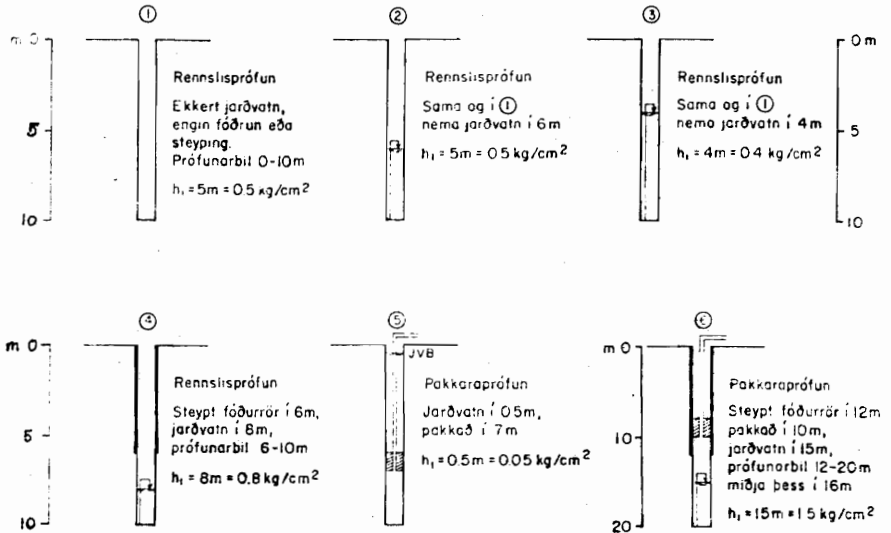 ①
②
③
m 0
0 m
Rennslisprófun
Ekkert jarðvatn,
engin fóðrun eða
steyping.
Prófunarbil 0-10m
h₁ = 5m = 0.5 kg/cm²
Rennslisprófun
Sama og í ①
nema jarðvatn í 6m
h₁ = 5m = 0.5 kg/cm²
Rennslisprófun
Sama og í ①
nema jarðvatn í 4m
h₁ = 4m = 0.4 kg/cm²
5
5
10
10
④
⑤
m 0
Rennslisprófun
Steypt fóðurrör í 6m,
jarðvatn í 8m,
prófunarbil 6-10m
h₁ = 8m = 0.8 kg/cm²
5
10
JVB
Pakkaraprófun
Jarðvatn í 0.5m,
pakkað í 7m
h₁ = 0.5m = 0.05 kg/cm²
m 0
Pakkaraprófun
Steypt fóðurrör í 12m
pakkað í 10m,
jarðvatn í 15m,
prófunarbil 12-20m
miðja þess í 16m
h₁ = 15m = 1.5 kg/cm²
10
20